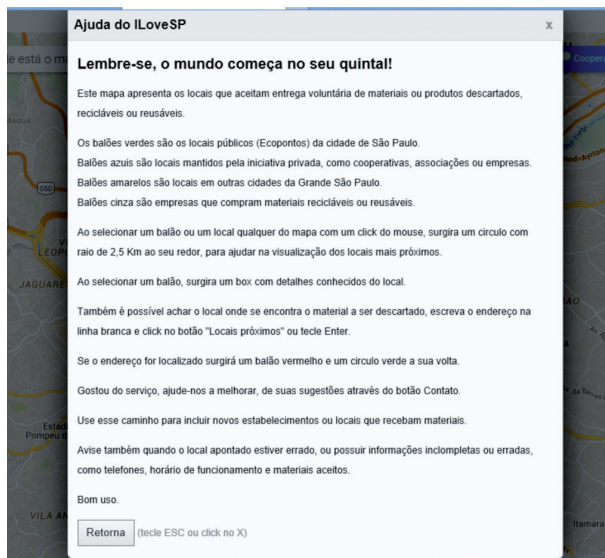 Ajuda do ILoveSP
x
Lembre-se, o mundo começa no seu quintal!
Este mapa apresenta os locais que aceitam entrega voluntária de materiais ou produtos descartados,
recicláveis ou reusáveis.
Os balões verdes são os locais públicos (Ecopontos) da cidade de São Paulo.
Balões azuis são locais mantidos pela iniciativa privada, como cooperativas, associações ou empresas.
Balões amarelos são locais em outras cidades da Grande São Paulo.
Balões cinza são empresas que compram materiais recicláveis ou reusáveis.
Ao selecionar um balão ou um local qualquer do mapa com um click do mouse, surgira um circulo com
raio de 2,5 Km ao seu redor, para ajudar na visualização dos locais mais próximos.
Ao selecionar um balão, surgira um box com detalhes conhecidos do local.
Também é possível achar o local onde se encontra o material a ser descartado, escreva o endereço na
linha branca e click no botão "Locais próximos" ou tecle Enter.
Se o endereço for localizado surgirá um balão vermelho e um circulo verde a sua volta.
Gostou do serviço, ajude-nos a melhorar, de suas sugestões através do botão Contato.
Use esse caminho para incluir novos estabelecimentos ou locais que recebam materiais.
Avise também quando o local apontado estiver errado, ou possuir informações inclompletas ou erradas,
como telefones, horário de funcionamento e materiais aceitos.
Bom uso.
Retorna (tecle ESC ou click no X)
e está o m
Coopera
050
JAGUARE
Pompeu d
VILA AN
Itamara